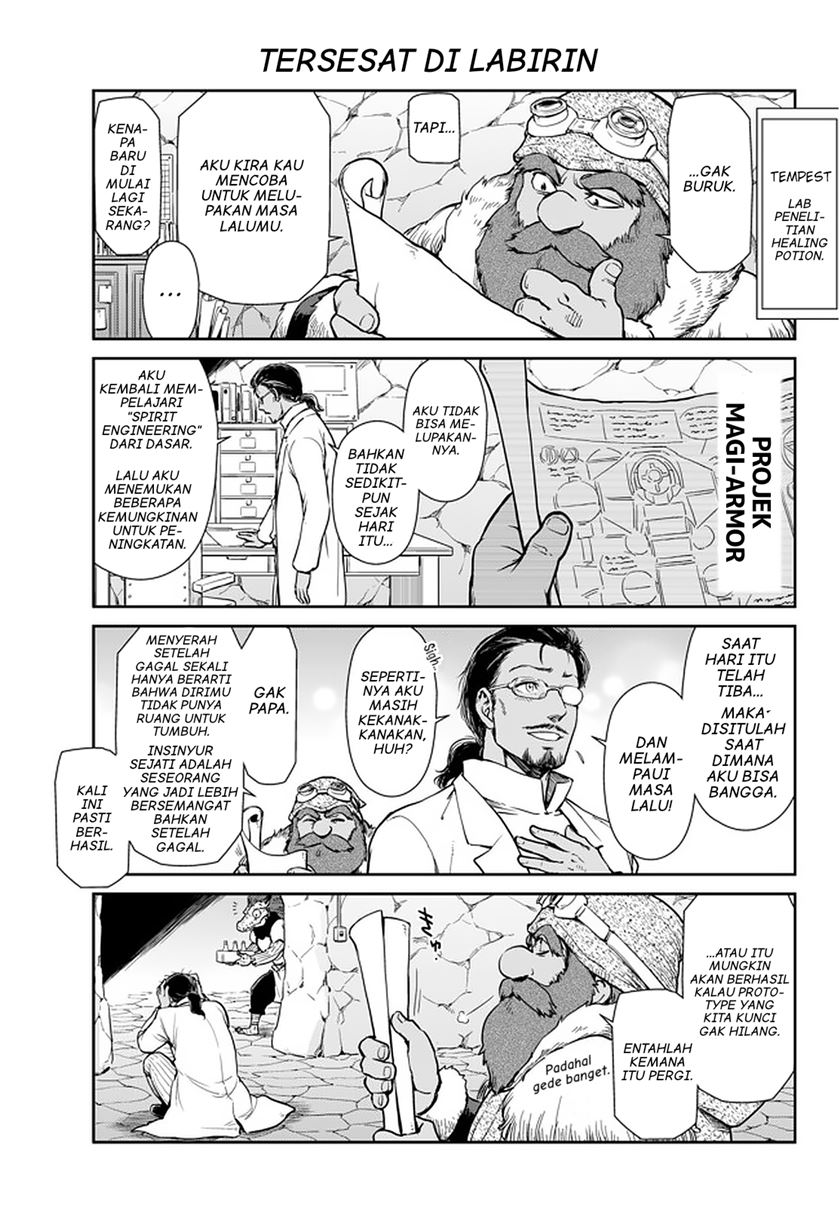 TERSESAT DI LABIRIN
TEMPEST
LAB
PENELI-
TIAN
HEALING
POTION.
...GAK
BURUK.
TAPI...
AKU KIRA KAU
MENCOBA
UNTUK MELU-
PAKAN MASA
LALUMU.
KENA-
PA
BARU
DI
MULAI
LAGI
SEKA-
RANG?
...
PROJEK
MAGI-ARMOR
AKU TIDAK
BISA ME-
LUPAKAN-
NYA.
BAHKAN
TIDAK
SEDIKIT-
PUN
SEJAK
HARI
ITU...
AKU
KEMBALI MEM-
PELAJARI
"SPIRIT
ENGINEERING"
DARI DASAR.
LALU AKU
MENEMUKAN
BEBERAPA
KEMUNGKINAN
UNTUK PE-
NINGKATAN.
SAAT
HARI ITU
TELAH
TIBA...
MAKA
DISITULAH
SAAT
DIMANA
AKU BISA
BANGGA.
DAN
MELAM-
PAUI
MASA
LALU!
Sigh..
SEPERTI-
NYA AKU
MASIH
KEKANAK-
KANAKAN,
HUH?
GAK
PAPA.
MENYERAH
SETELAH
GAGAL SEKALI
HANYA BERARTI
BAHWA DIRIMU
TIDAK PUNYA
RUANG UNTUK
TUMBUH.
INSINYUR
SEJATI ADALAH
SESEORANG
YANG JADI LEBIH
BERSEMANGAT
BAHKAN
SETELAH
GAGAL.
KALI
INI
PASTI
BER-
HASIL.
...ATAU ITU
MUNGKIN
AKAN BERHASIL
KALAU PROTO-
TYPE YANG
KITA KUNCI
GAK HILANG.
ENTAHLAH
KEMANA
ITU PERGI.
Padahal
gede banget.